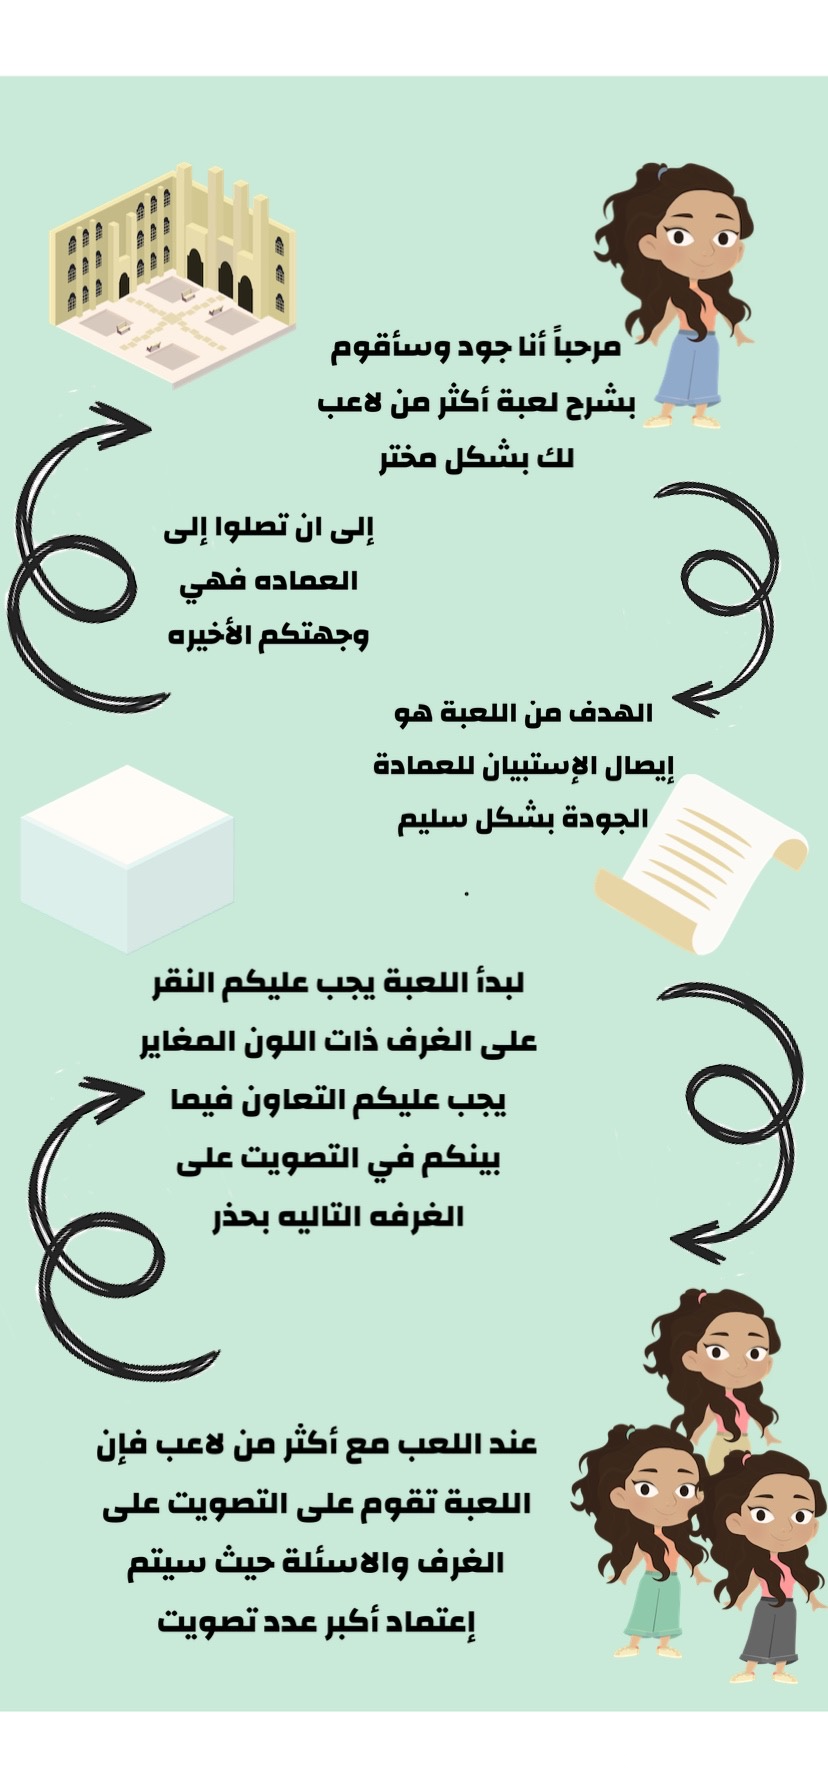 مرحباً أنا جود وسأقوم
بشرح لعبة أكثر من لاعب
لك بشكل مختر
الهدف من اللعبة هو
إيصال الإستبيان للعمادة
الجودة بشكل سليم
.
عند اللعب مع أكثر من لاعب فإن
اللعبة تقوم على التصويت على
الغرف والاسئلة حيث سيتم
إعتماد أكبر عدد تصويت
لبدأ اللعبة يجب عليكم النقر
على الغرف ذات اللون المغاير
يجب عليكم التعاون فيما
بينكم في التصويت على
الغرفه التاليه بحذر
إلى ان تصلوا إلى
العماده فهي
وجهتكم الأخيره